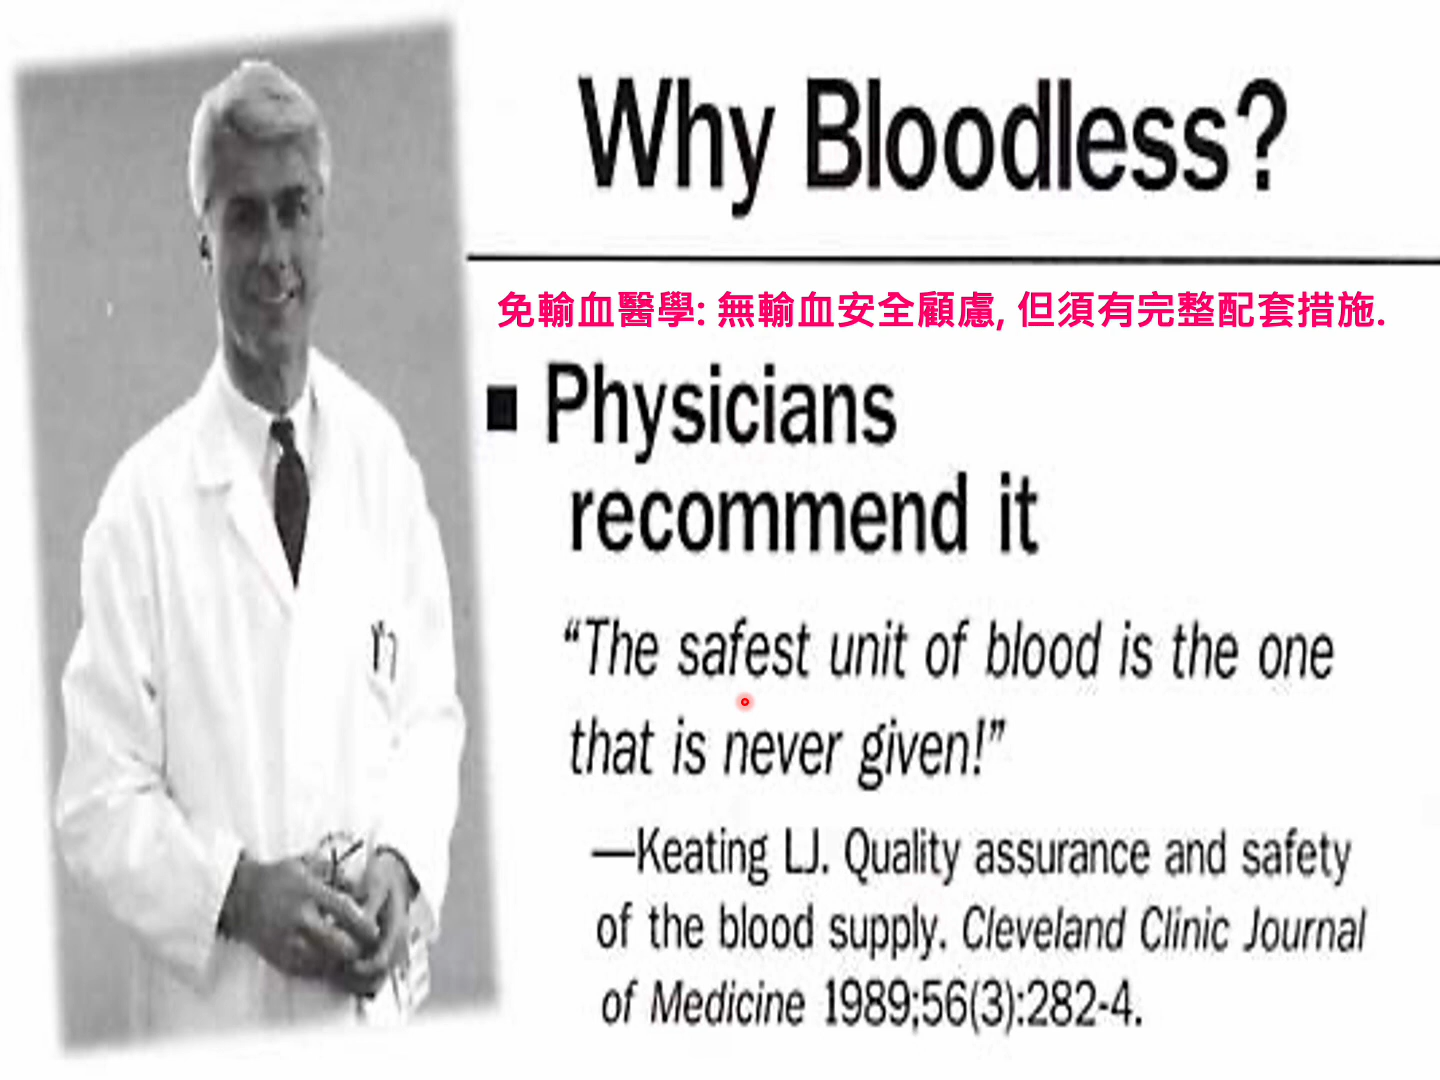 Why Bloodless?
免輸血醫學: 無輸血安全顧慮, 但須有完整配套措施.
■ Physicians
recommend it
“The safest unit of blood is the one
that is never given!”
—Keating LJ. Quality assurance and safety
of the blood supply. Cleveland Clinic Journal
of Medicine 1989;56(3):282-4.